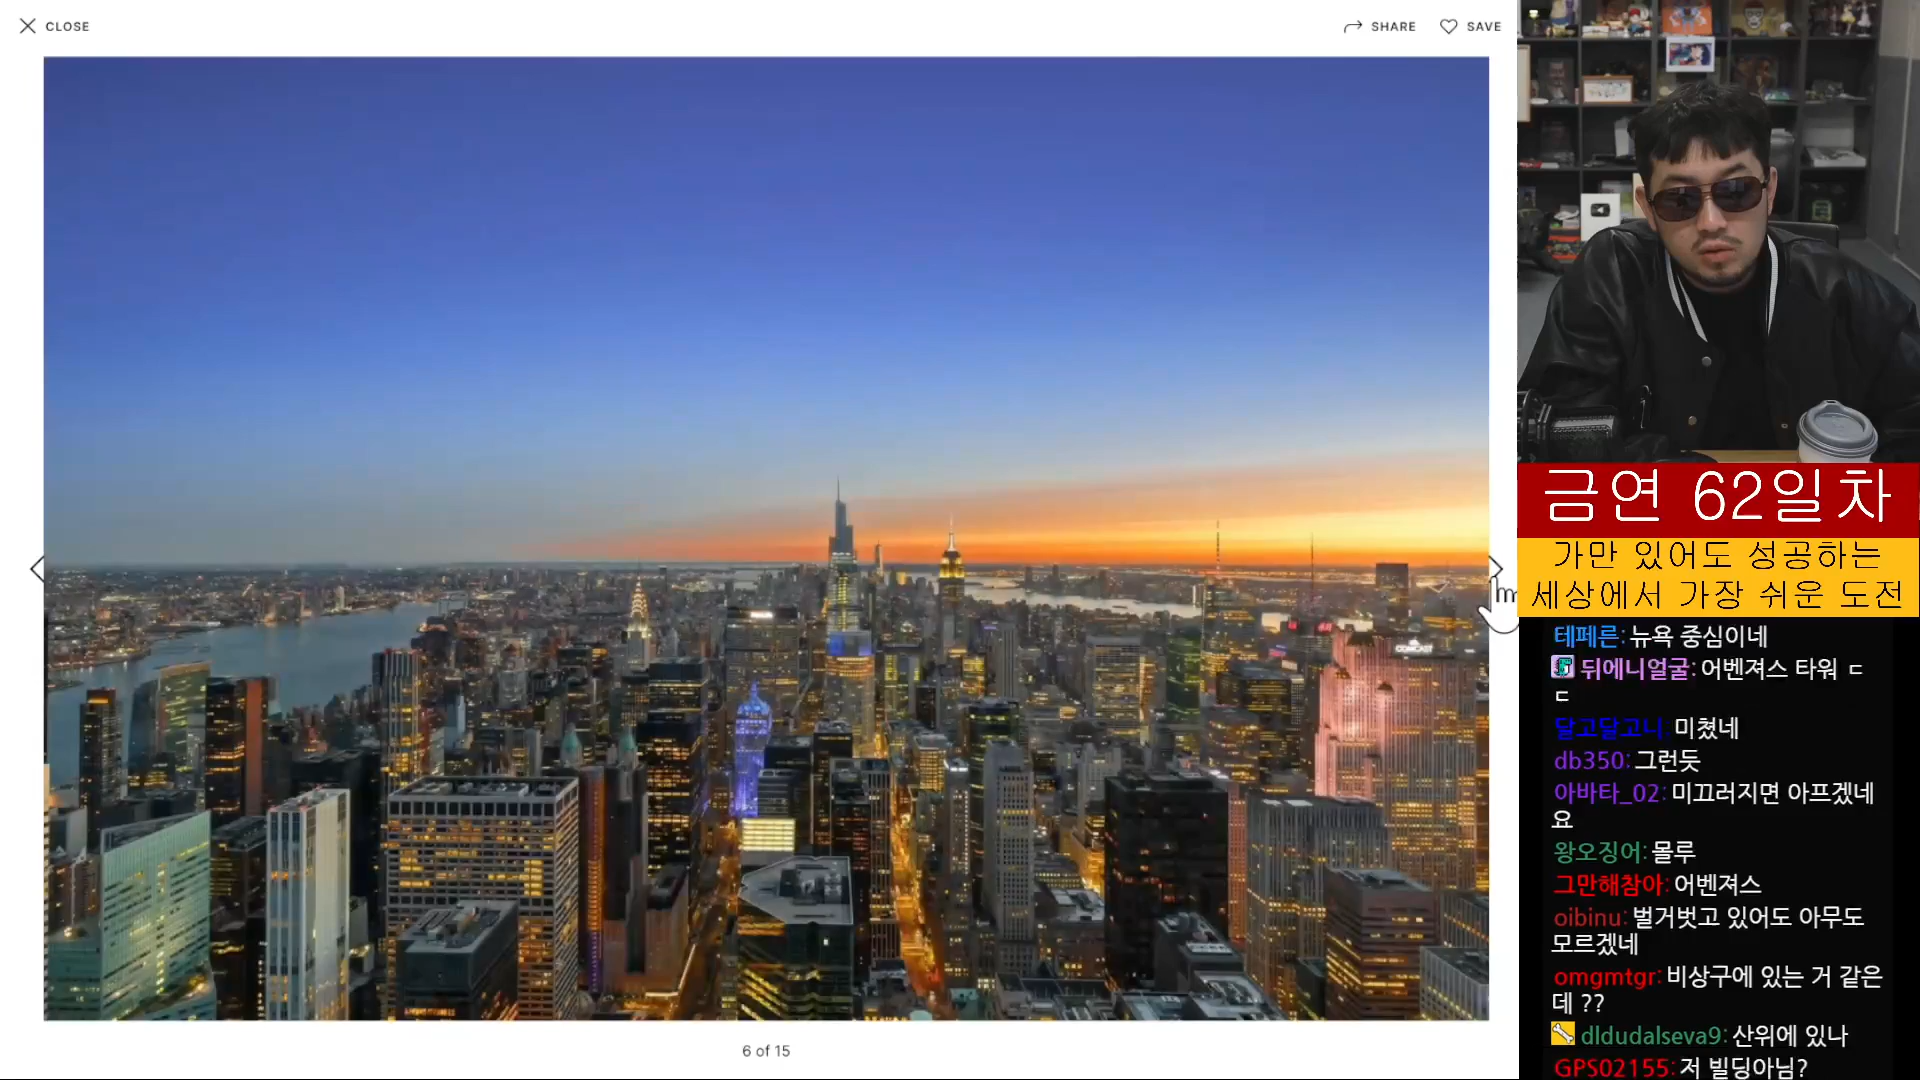 CLOSE
SHARE
SAVE
COMCAST
6 of 15
금연 62일차
가만 있어도 성공하는
세상에서 가장 쉬운 도전
테페른: 뉴욕 중심이네
뒤에니얼굴: 어벤져스 타워 ㄷ
ㄷ
달고달고니: 미쳤네
db350: 그런듯
아바타_02: 미끄러지면 아프겠네
요
왕오징어: 몰루
그만해참아: 어벤져스
oibinu: 벌거벗고 있어도 아무도
모르겠네
omgmtgr: 비상구에 있는 거 같은
데 ??
dldudalseva9: 산위에 있나
GPS02155: 저 빌딩아님?